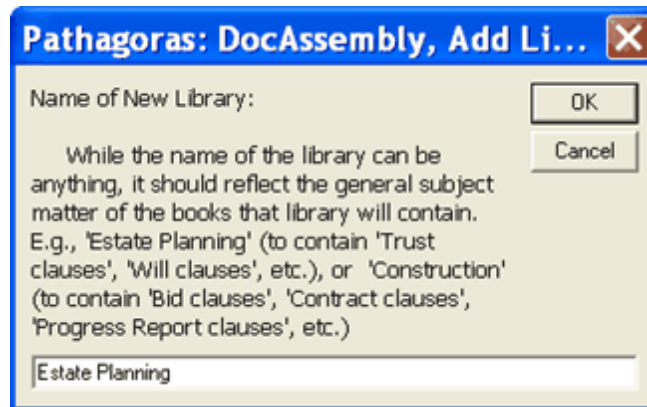 Pathagoras: DocAssembly, Add Li...
Name of New Library:
OK
Cancel
While the name of the library can be
anything, it should reflect the general subject
matter of the books that library will contain.
E.g., 'Estate Planning' (to contain 'Trust
clauses', 'Will clauses', etc.), or  'Construction'
(to contain 'Bid clauses', 'Contract clauses',
'Progress Report clauses', etc.)
Estate Planning